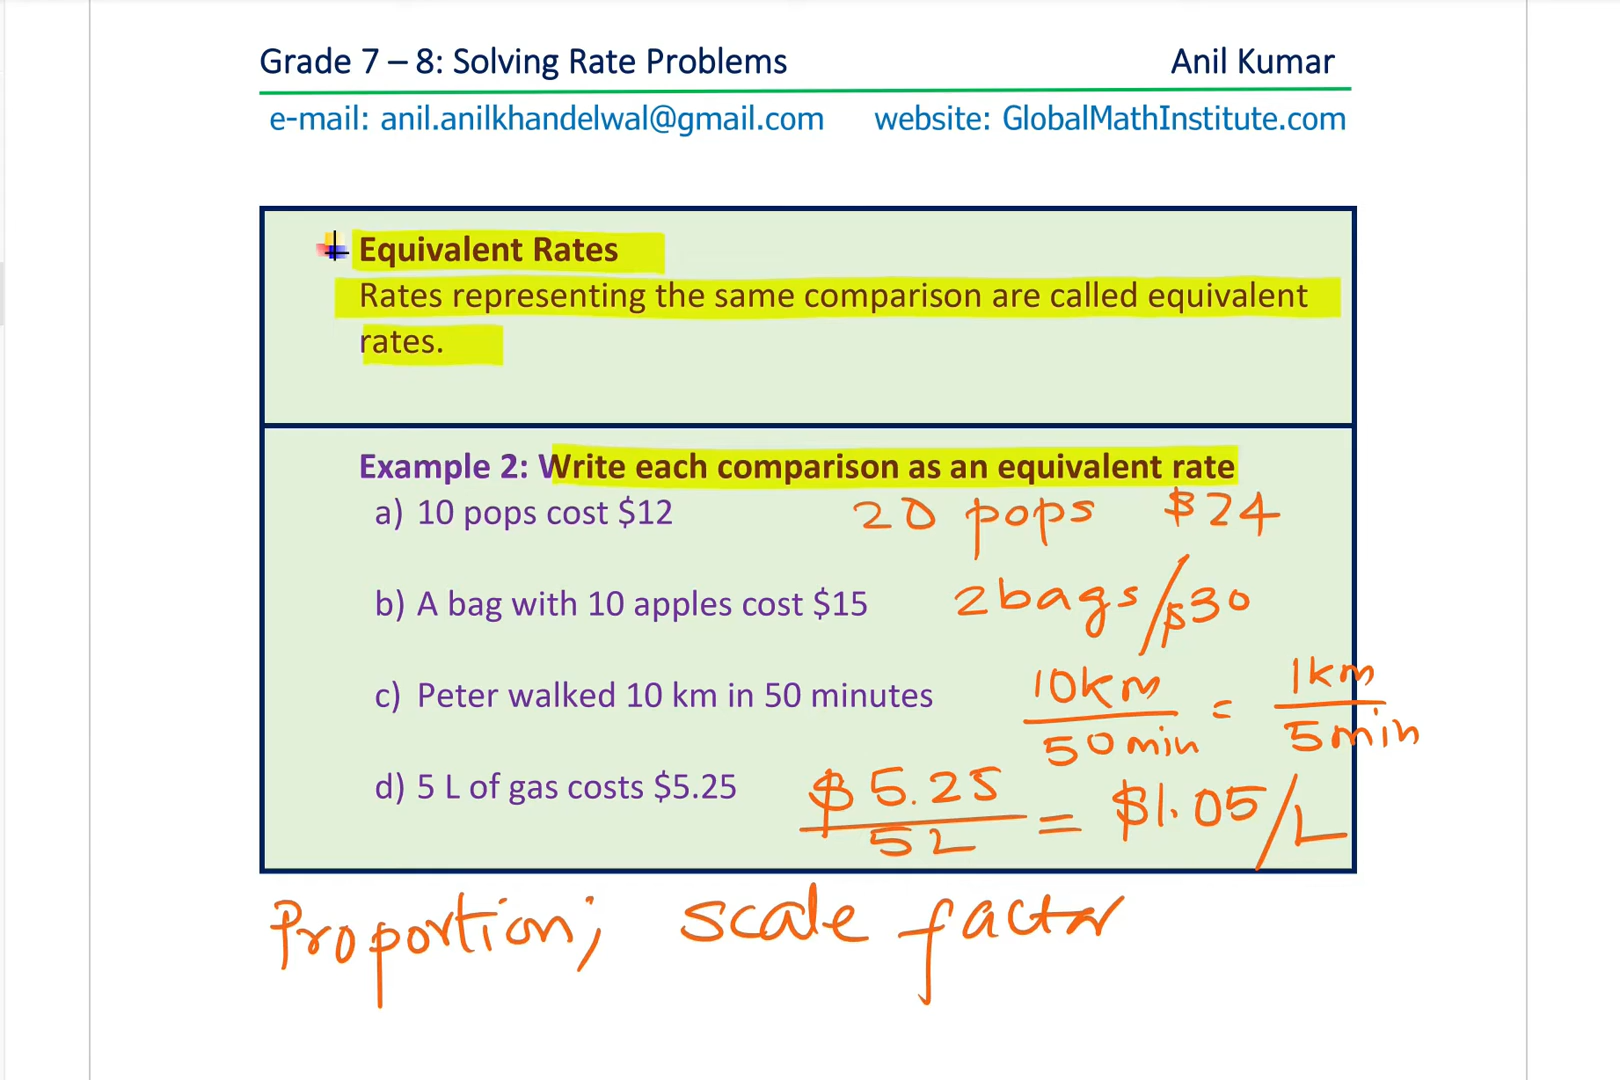 Grade 7 – 8: Solving Rate Problems Anil Kumar
e-mail: anil.anilkhandelwal@gmail.com website: GlobalMathInstitute.com
Equivalent Rates
Rates representing the same comparison are called equivalent
rates.
Example 2: Write each comparison as an equivalent rate
a) 10 pops cost $12 20 pops $24
b) A bag with 10 apples cost $15 2 bags/$30
c) Peter walked 10 km in 50 minutes 10km/50min = 1km/5min
d) 5 L of gas costs $5.25 $5.25/5L = $1.05/L
Proportion; scale factor